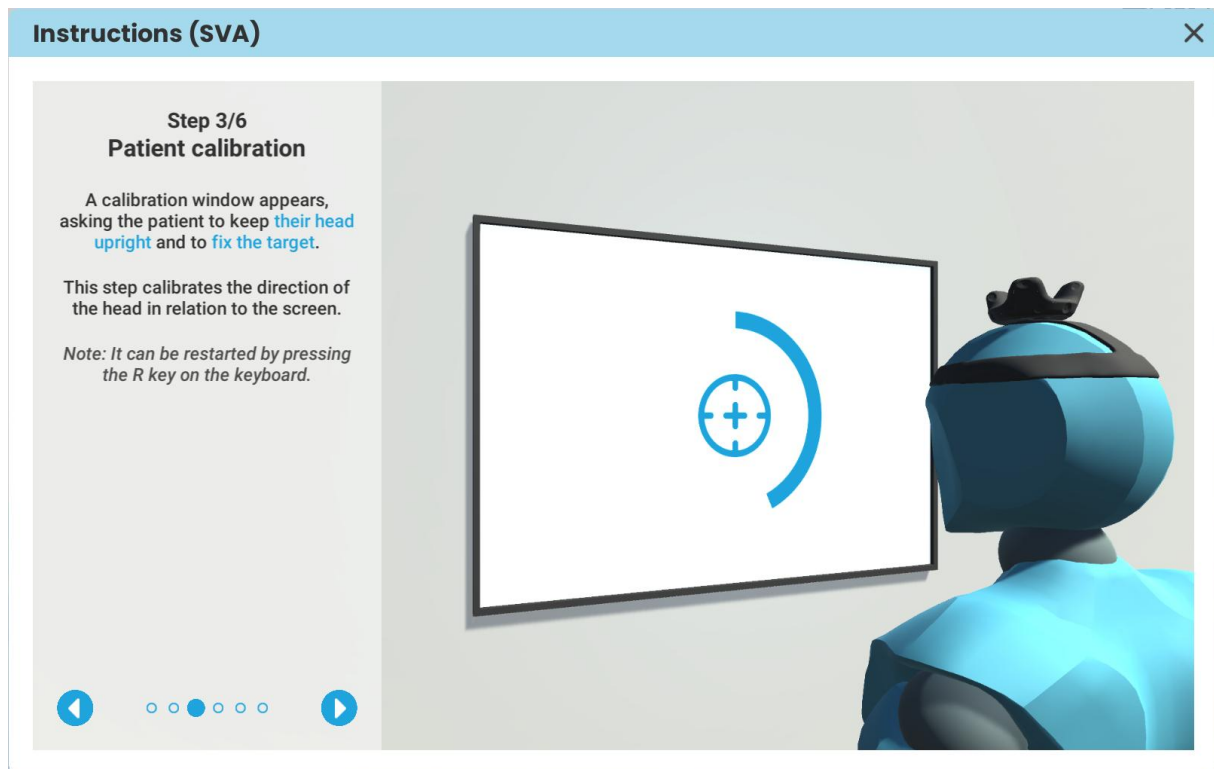 Instructions (SVA)
Step 3/6
Patient calibration
A calibration window appears,
asking the patient to keep their head
upright and to fix the target.
This step calibrates the direction of
the head in relation to the screen.
Note: It can be restarted by pressing
the R key on the keyboard.